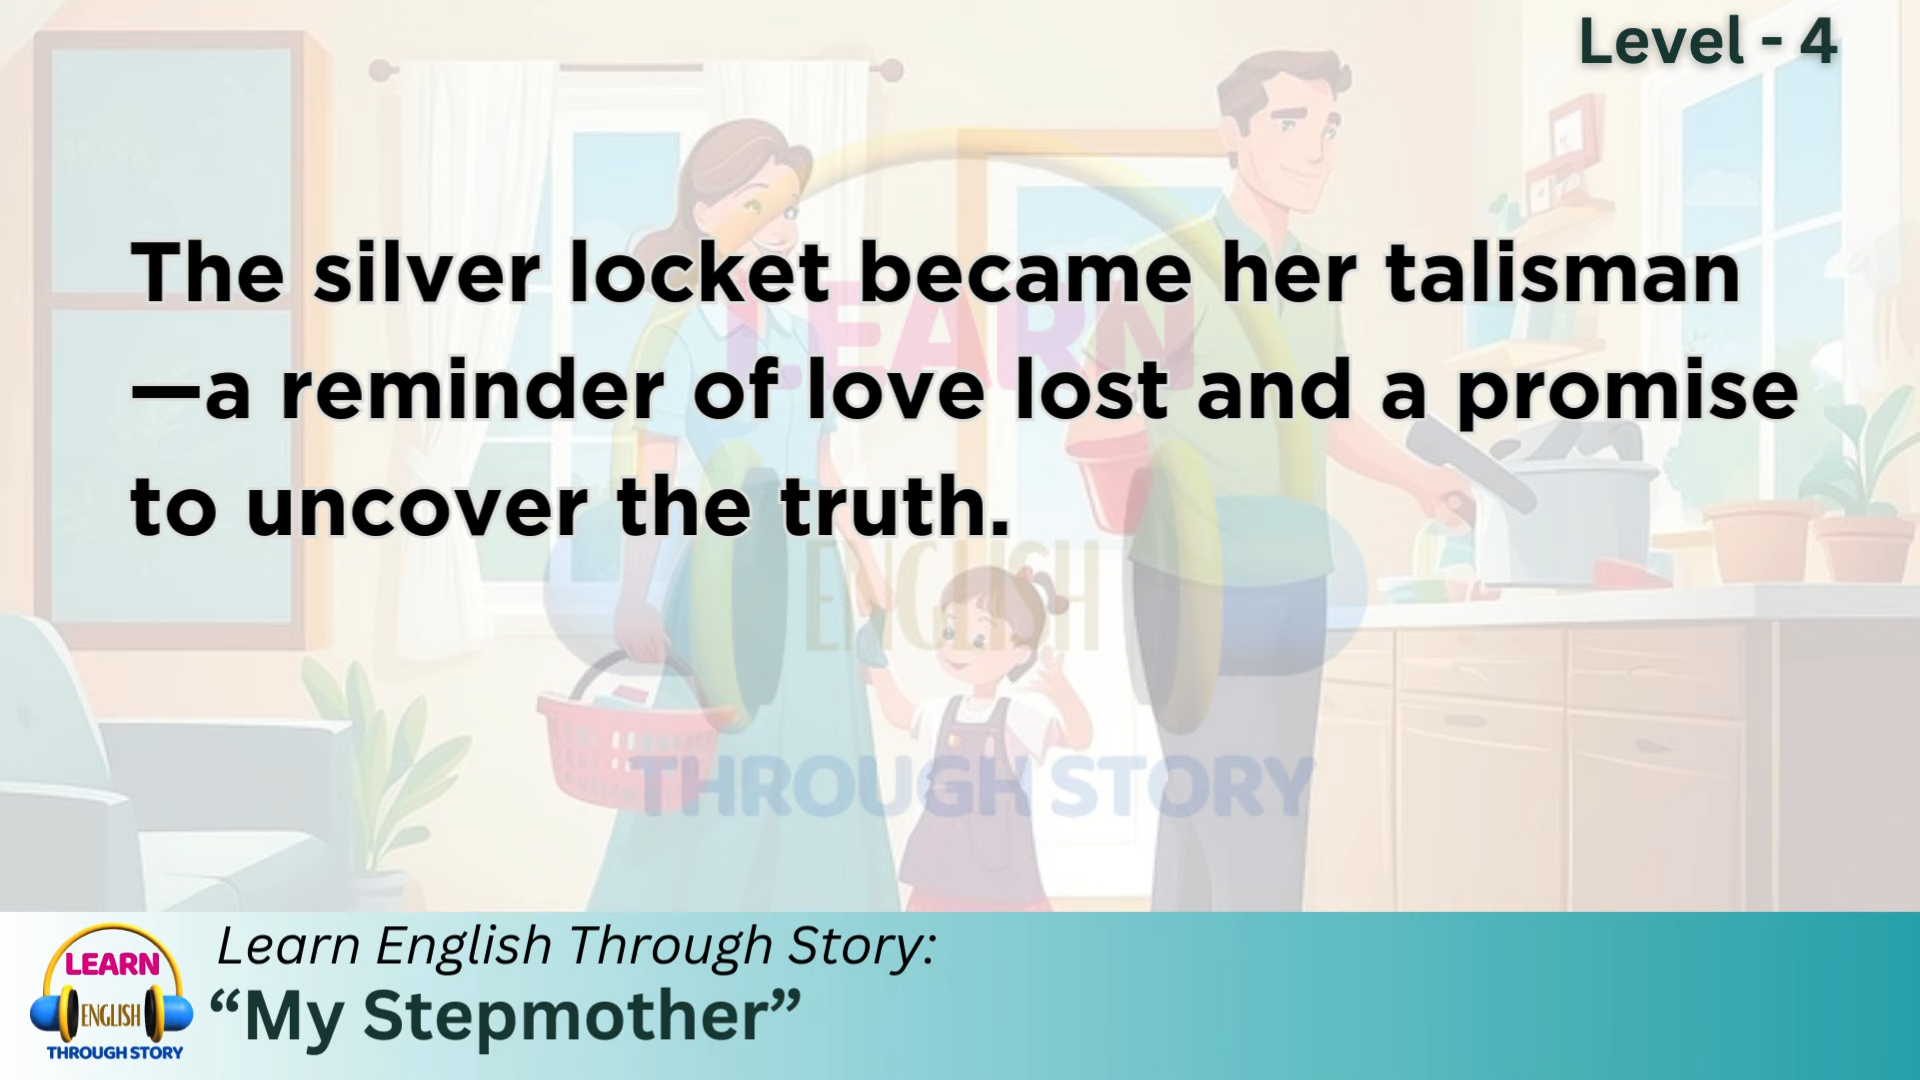 Level - 4
The silver locket became her talisman
—a reminder of love lost and a promise
to uncover the truth.
LEARN
ENGLISH
THROUGH STORY
LEARN
ENGLISH
THROUGH STORY
Learn English Through Story:
“My Stepmother”